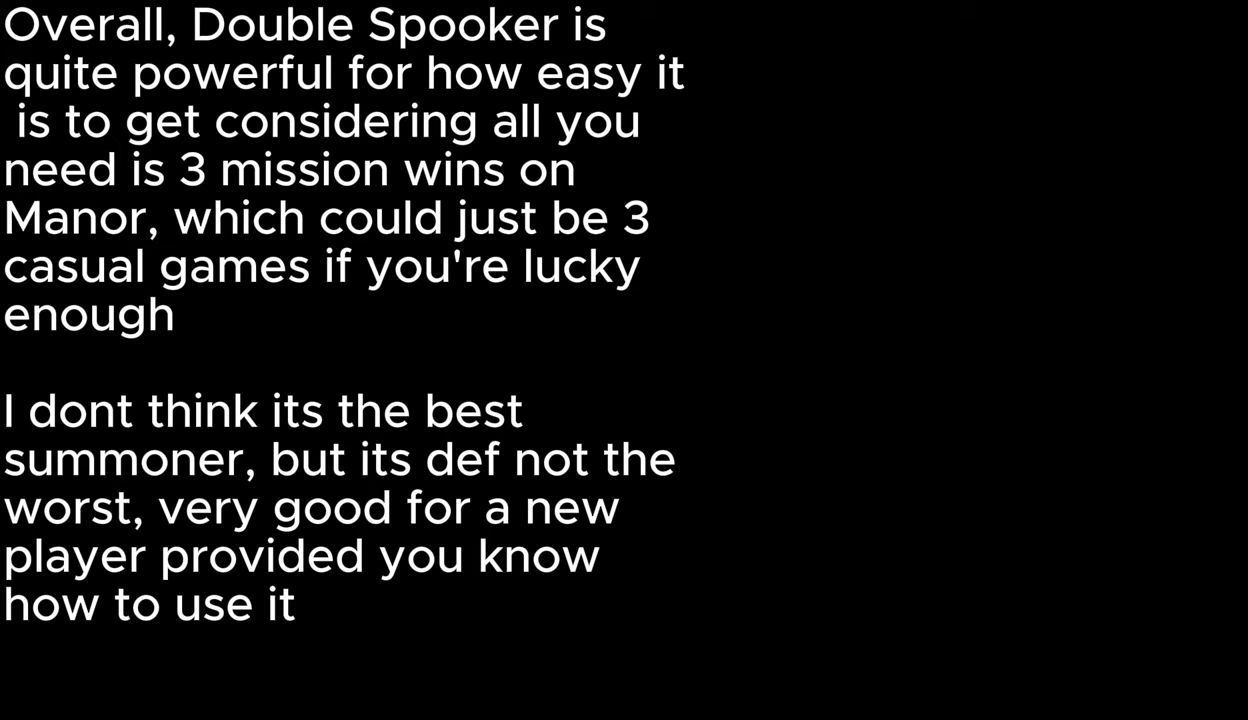 Overall, Double Spooker is
quite powerful for how easy it
is to get considering all you
need is 3 mission wins on
Manor, which could just be 3
casual games if you're lucky
enough
I dont think its the best
summoner, but its def not the
worst, very good for a new
player provided you know
how to use it